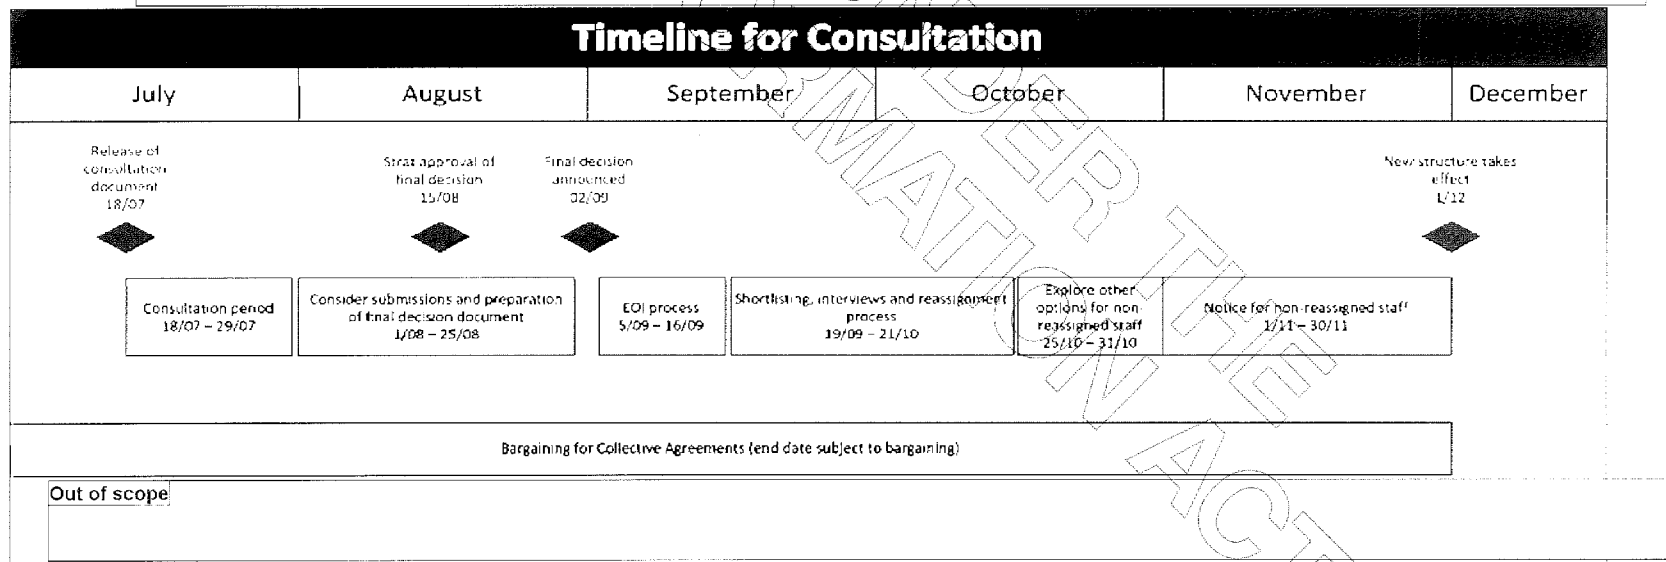 Timeline for Consultation
July
August
September
October
November
December
Release of
consultation
document
18/07
Strat approval of
final decision
15/08
Final decision
announced
02/09
New structure takes
effect
1/12
Consultation period
18/07 – 29/07
Consider submissions and preparation
of final decision document
1/08 – 25/08
EOI process
5/09 – 16/09
Shortlisting, interviews and reassignment
process
19/09 – 21/10
Explore other
options for non-
reassigned staff
25/10 – 31/10
Notice for non-reassigned staff
1/11 – 30/11
Bargaining for Collective Agreements (end date subject to bargaining)
Out of scope
DER THE
RMATION ACT